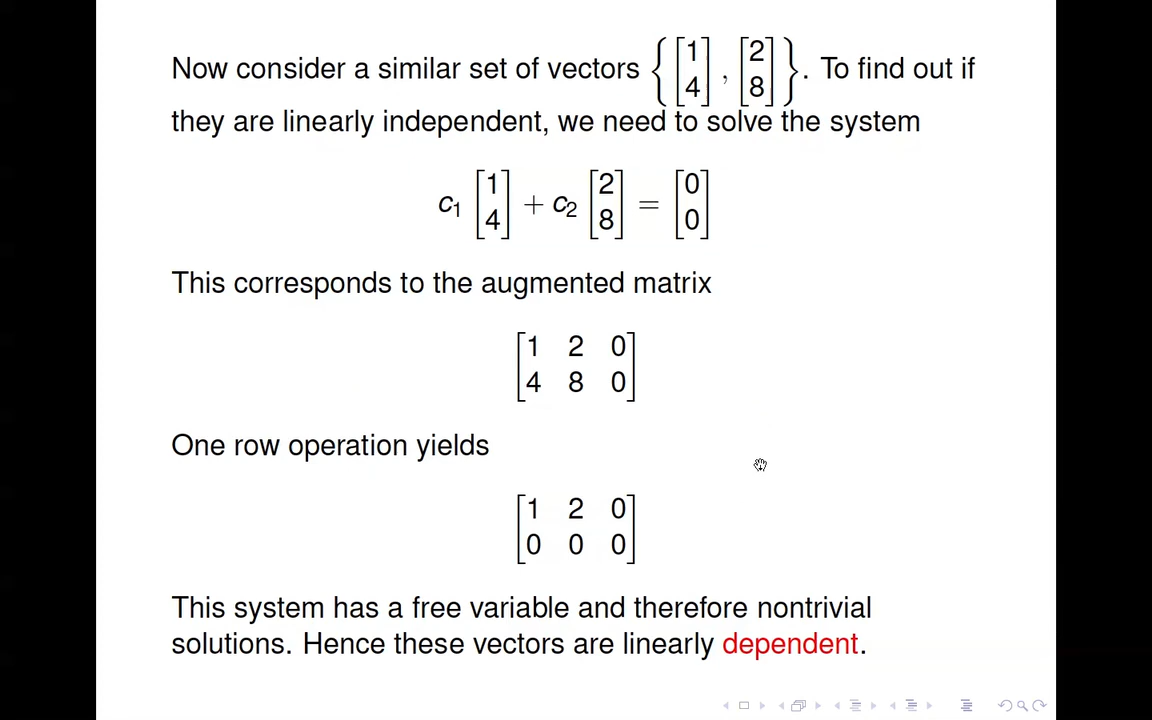 Now consider a similar set of vectors { [1 4] , [2 8] } . To find out if
they are linearly independent, we need to solve the system
c₁ [1 4] + c₂ [2 8] = [0 0]
This corresponds to the augmented matrix
[1 2 0
4 8 0]
One row operation yields
[1 2 0
0 0 0]
This system has a free variable and therefore nontrivial
solutions. Hence these vectors are linearly dependent.